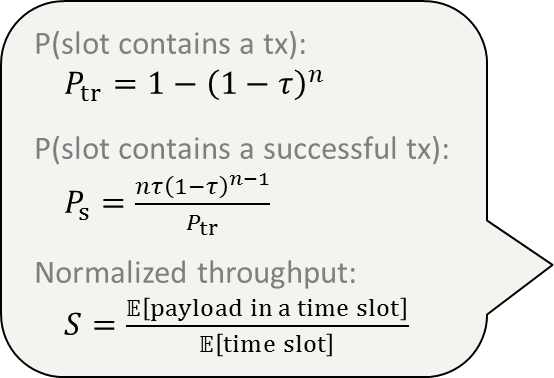 P(slot contains a tx):
P_tr = 1 − (1 − τ)^n
P(slot contains a successful tx):
P_s = nτ(1−τ)^{n−1} / P_tr
Normalized throughput:
S = 𝔼[payload in a time slot] / 𝔼[time slot]